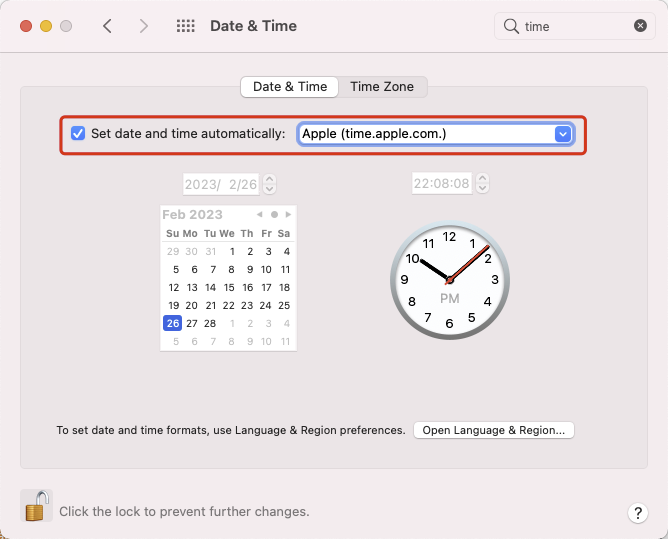 Date & Time
time
Date & Time
Time Zone
Set date and time automatically:
Apple (time.apple.com.)
2023/ 2/26
22:08:08
Feb 2023
Su Mo Tu We Th Fr Sa
29 30 31 1 2 3 4
5 6 7 8 9 10 11
12 13 14 15 16 17 18
19 20 21 22 23 24 25
26 27 28 1 2 3 4
5 6 7 8 9 10 11
12
1
2
3
4
5
6
7
8
9
10
11
PM
To set date and time formats, use Language & Region preferences.
Open Language & Region...
Click the lock to prevent further changes.
?